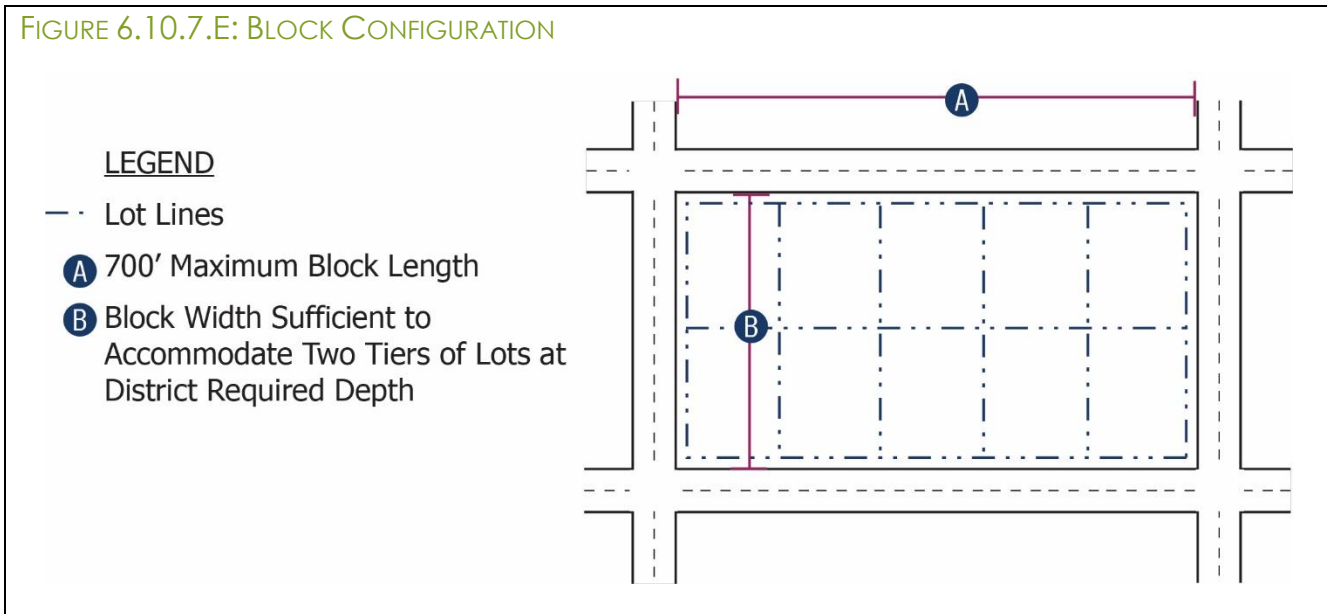 FIGURE 6.10.7.E: BLOCK CONFIGURATION
A
LEGEND
Lot Lines
A 700' Maximum Block Length
B Block Width Sufficient to
Accommodate Two Tiers of Lots at
District Required Depth
B